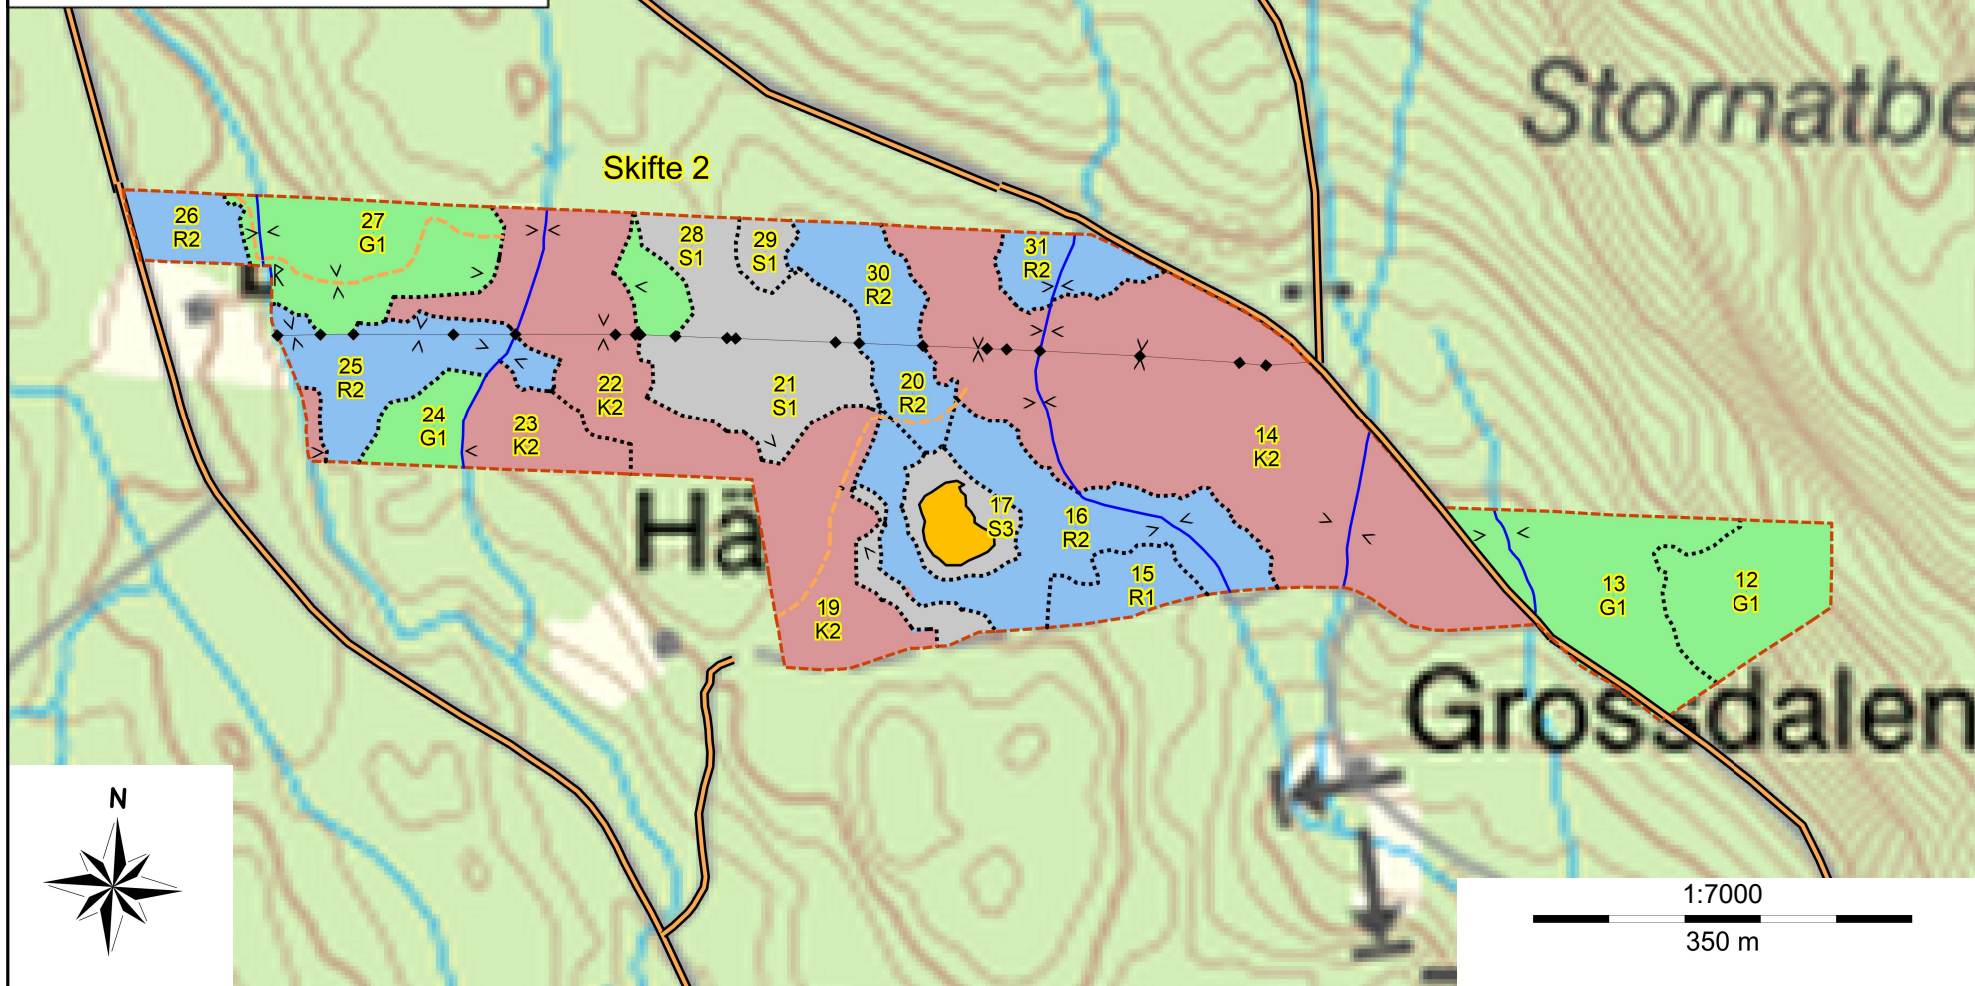 Stornatbe
Skifte 2
26
R2
27
G1
28
S1
29
S1
30
R2
31
R2
R
25
R2
24
G1
23
K2
22
K2
21
S1
20
R2
14
K2
17
S3
16
R2
15
R1
19
K2
13
G1
12
G1
Hä
Grossdalen
N
1:7000
350 m